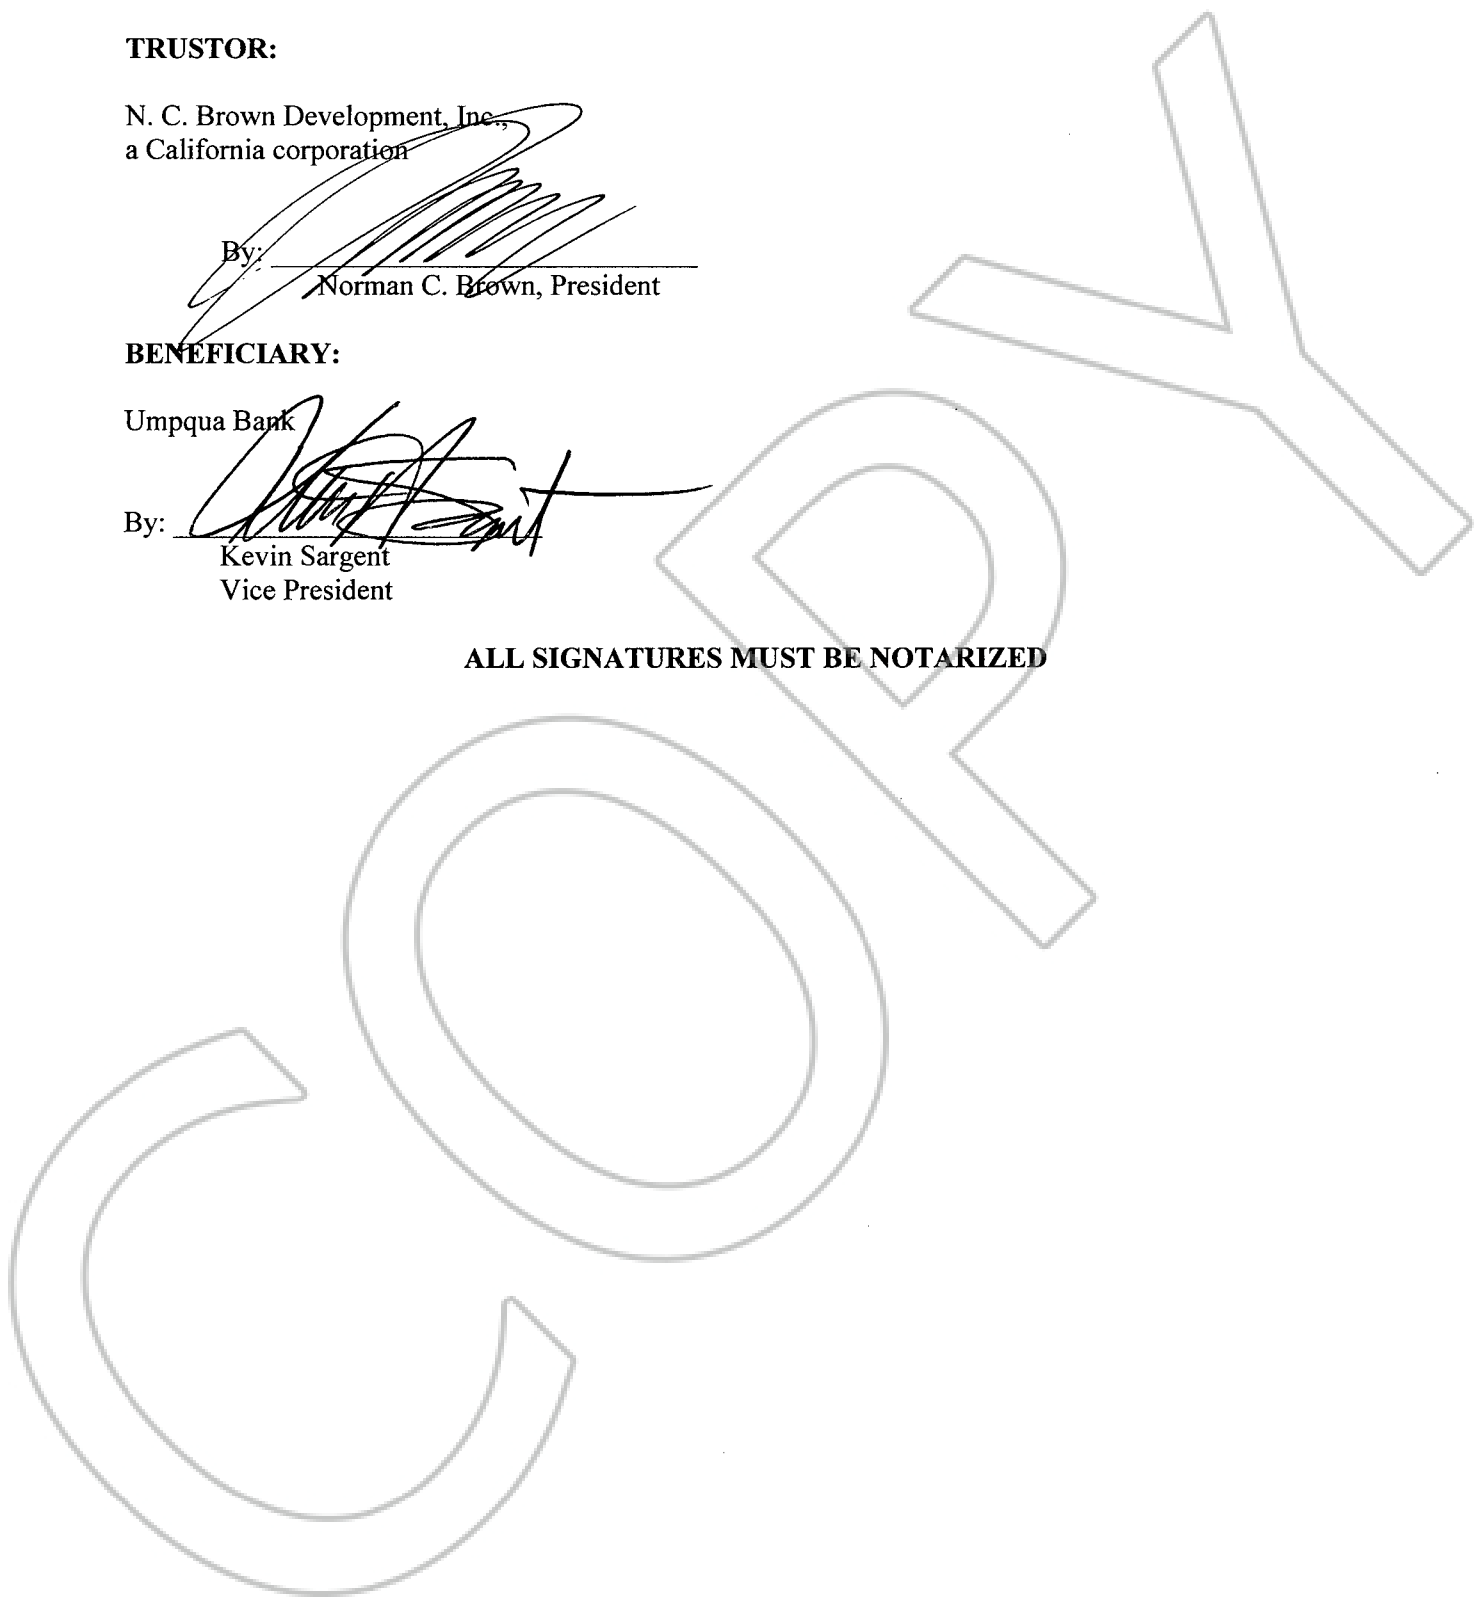 TRUSTOR:
N. C. Brown Development, Inc.,
a California corporation
By:
Norman C. Brown, President
BENEFICIARY:
Umpqua Bank
By:
Kevin Sargent
Vice President
ALL SIGNATURES MUST BE NOTARIZED
COPY